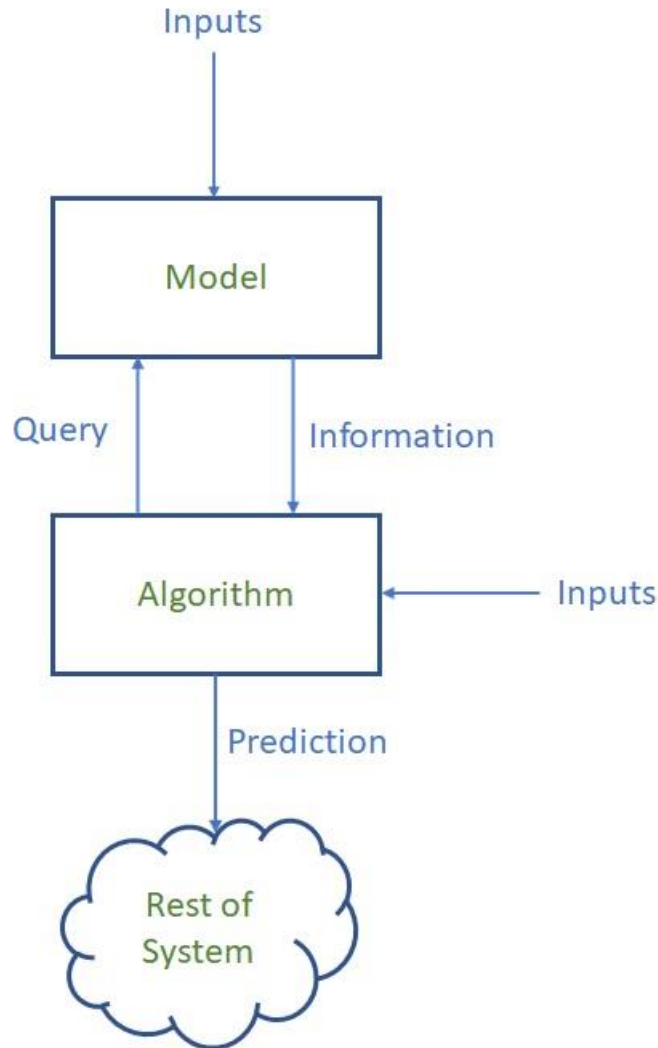 Inputs
Model
Query
Information
Algorithm
Inputs
Prediction
Rest of
System